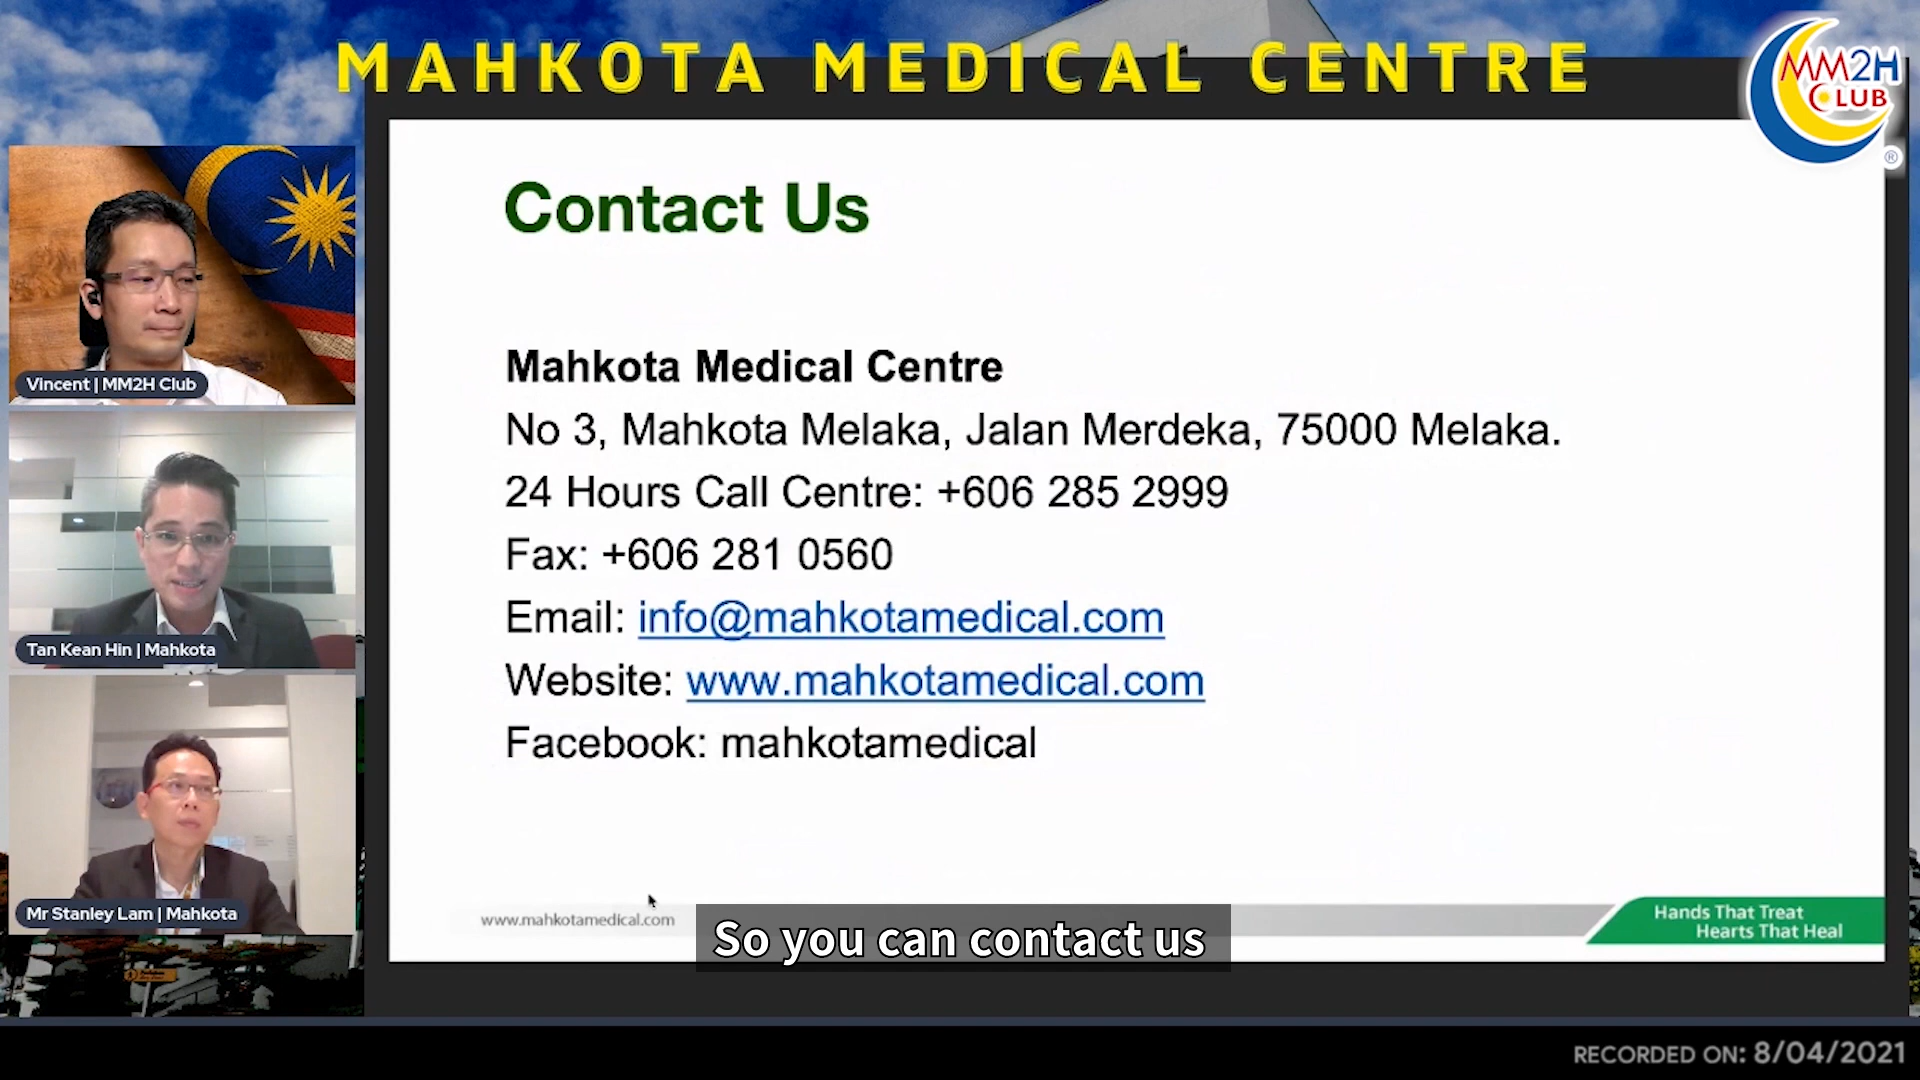 MAHKOTA MEDICAL CENTRE
MM2H
CLUB
®
Contact Us
Mahkota Medical Centre
No 3, Mahkota Melaka, Jalan Merdeka, 75000 Melaka.
24 Hours Call Centre: +606 285 2999
Fax: +606 281 0560
Email: info@mahkotamedical.com
Website: www.mahkotamedical.com
Facebook: mahkotamedical
Vincent | MM2H Club
Tan Kean Hin | Mahkota
Mr Stanley Lam | Mahkota
www.mahkotamedical.com
Hands That Treat
Hearts That Heal
So you can contact us
RECORDED ON: 8/04/2021